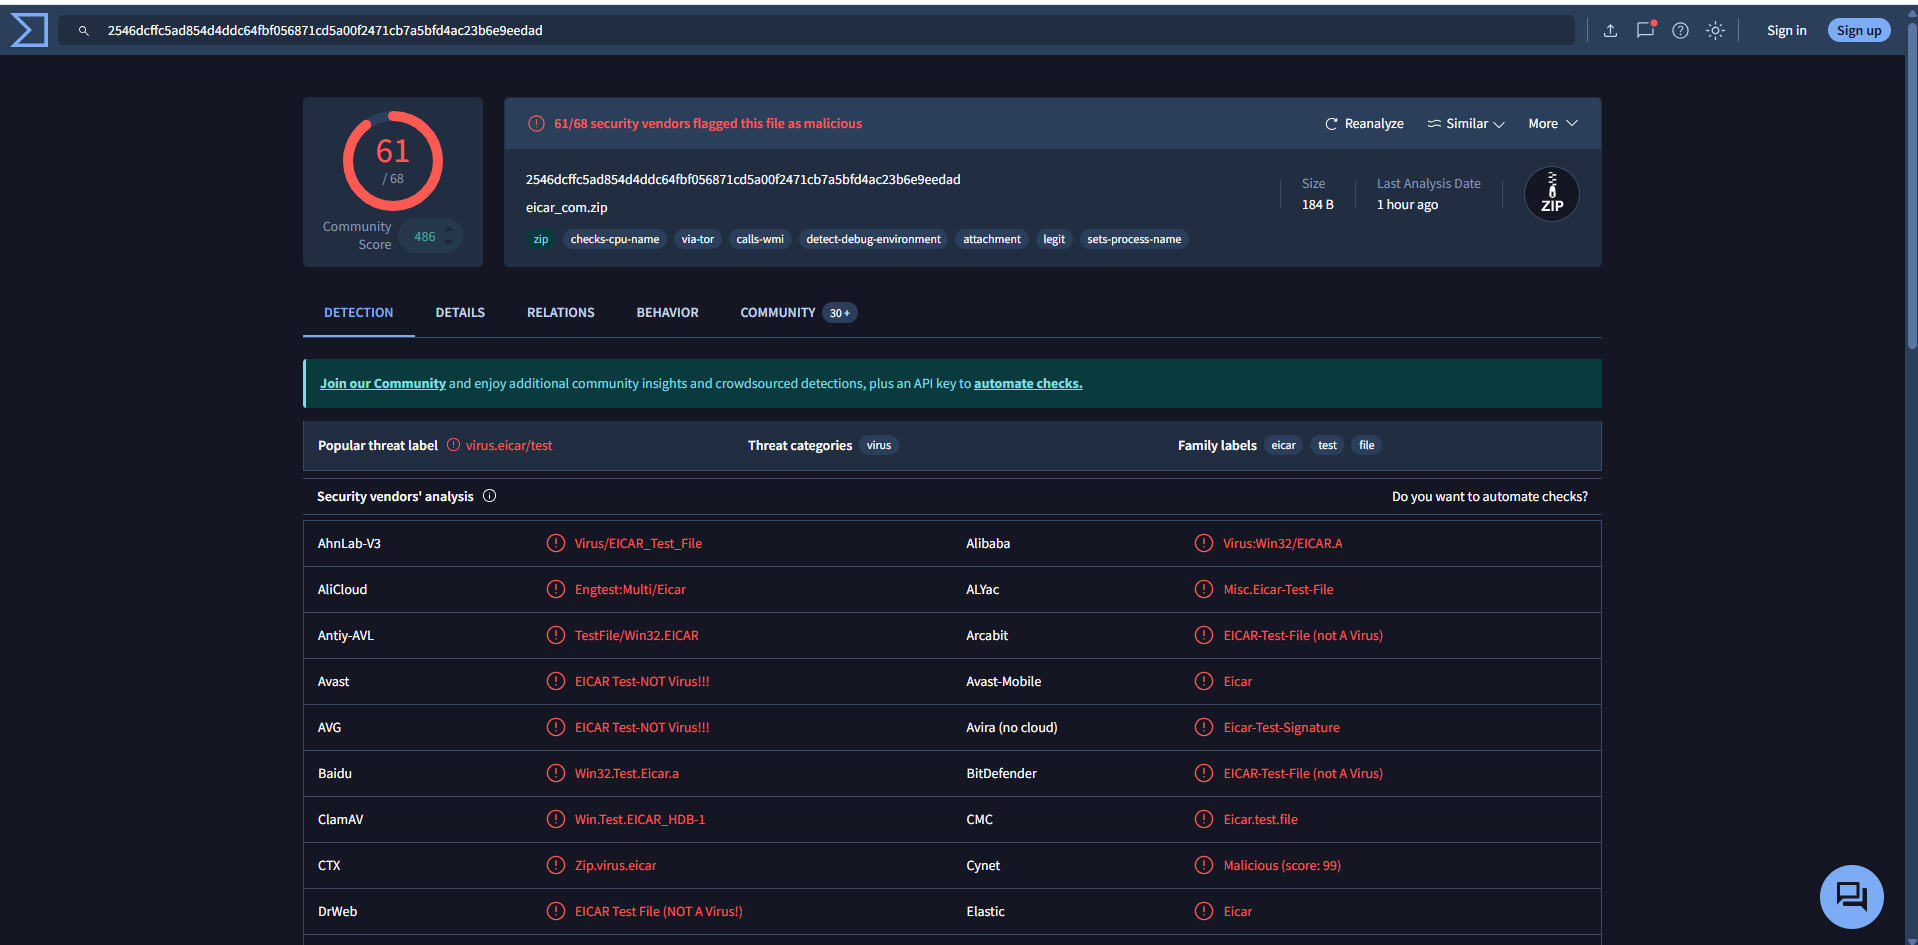 2546dcffc5ad854d4ddc64fbf056871cd5a00f2471cb7a5bfd4ac23b6e9eedad
Sign in
Sign up
61
/ 68
Community
Score
486
61/68 security vendors flagged this file as malicious
Reanalyze
Similar
More
2546dcffc5ad854d4ddc64fbf056871cd5a00f2471cb7a5bfd4ac23b6e9eedad
eicar_com.zip
zip checks-cpu-name via-tor calls-wmi detect-debug-environment attachment legit sets-process-name
Size
184 B
Last Analysis Date
1 hour ago
ZIP
DETECTION DETAILS RELATIONS BEHAVIOR COMMUNITY 30+
Join our Community and enjoy additional community insights and crowdsourced detections, plus an API key to automate checks.
Popular threat label virus.eicar/test Threat categories virus Family labels eicar test file
Security vendors' analysis Do you want to automate checks?
AhnLab-V3 Virus/EICAR_Test_File Alibaba Virus:Win32/EICAR.A
AliCloud Engtest:Multi/Eicar ALYac Misc.Eicar-Test-File
Antiy-AVL TestFile/Win32.EICAR Arcabit EICAR-Test-File (not A Virus)
Avast EICAR Test-NOT Virus!!! Avast-Mobile Eicar
AVG EICAR Test-NOT Virus!!! Avira (no cloud) Eicar-Test-Signature
Baidu Win32.Test.Eicar.a BitDefender EICAR-Test-File (not A Virus)
ClamAV Win.Test.EICAR_HDB-1 CMC Eicar.test.file
CTX Zip.virus.eicar Cynet Malicious (score: 99)
DrWeb EICAR Test File (NOT A Virus!) Elastic Eicar